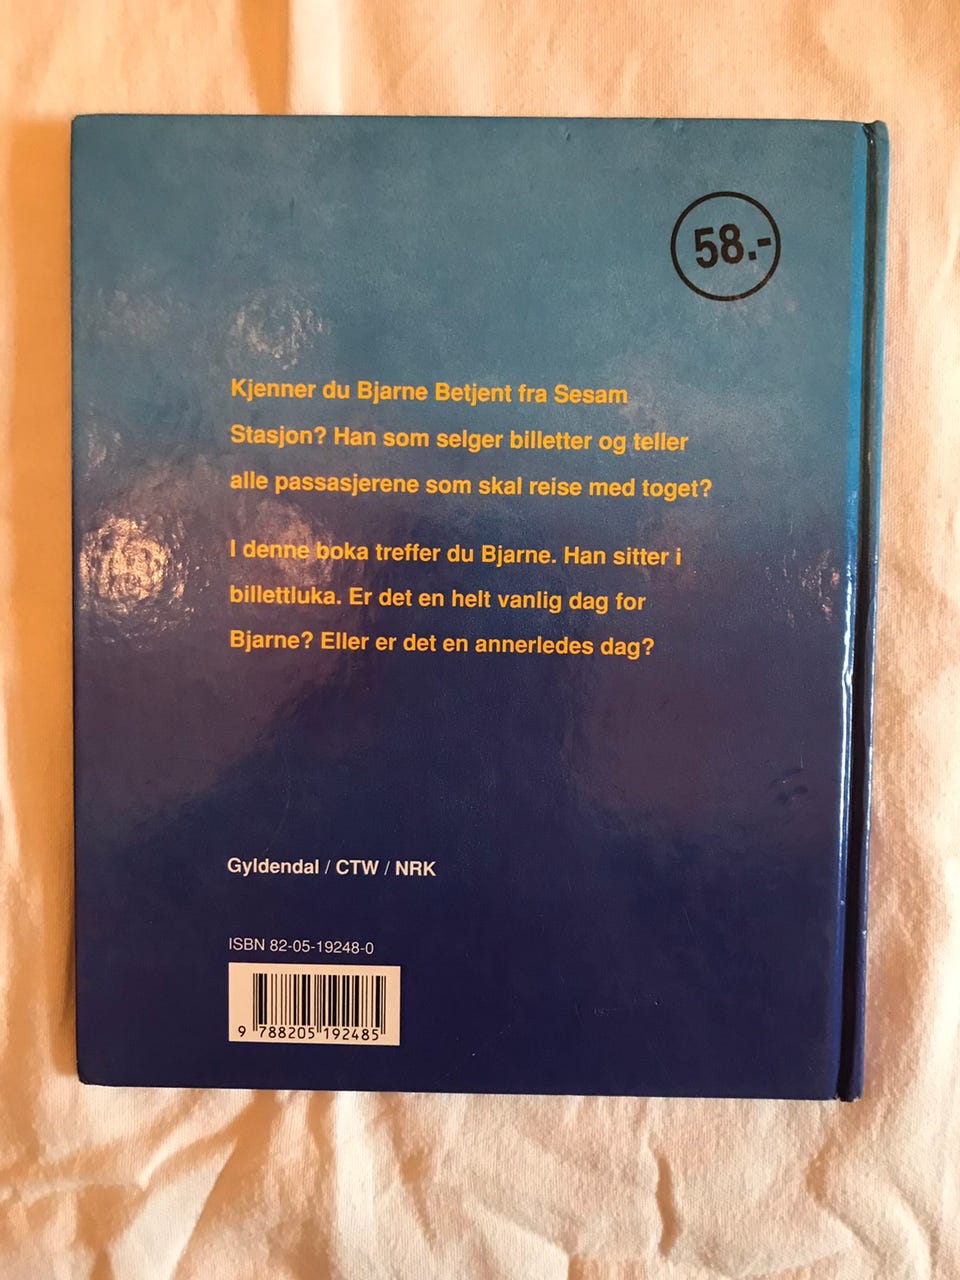 58.-
Kjenner du Bjarne Betjent fra Sesam
Stasjon? Han som selger billetter og teller
alle passasjerene som skal reise med toget?
I denne boka treffer du Bjarne. Han sitter i
billettluka. Er det en helt vanlig dag for
Bjarne? Eller er det en annerledes dag?
Gyldendal / CTW / NRK
ISBN 82-05-19248-0
9 788205 192485